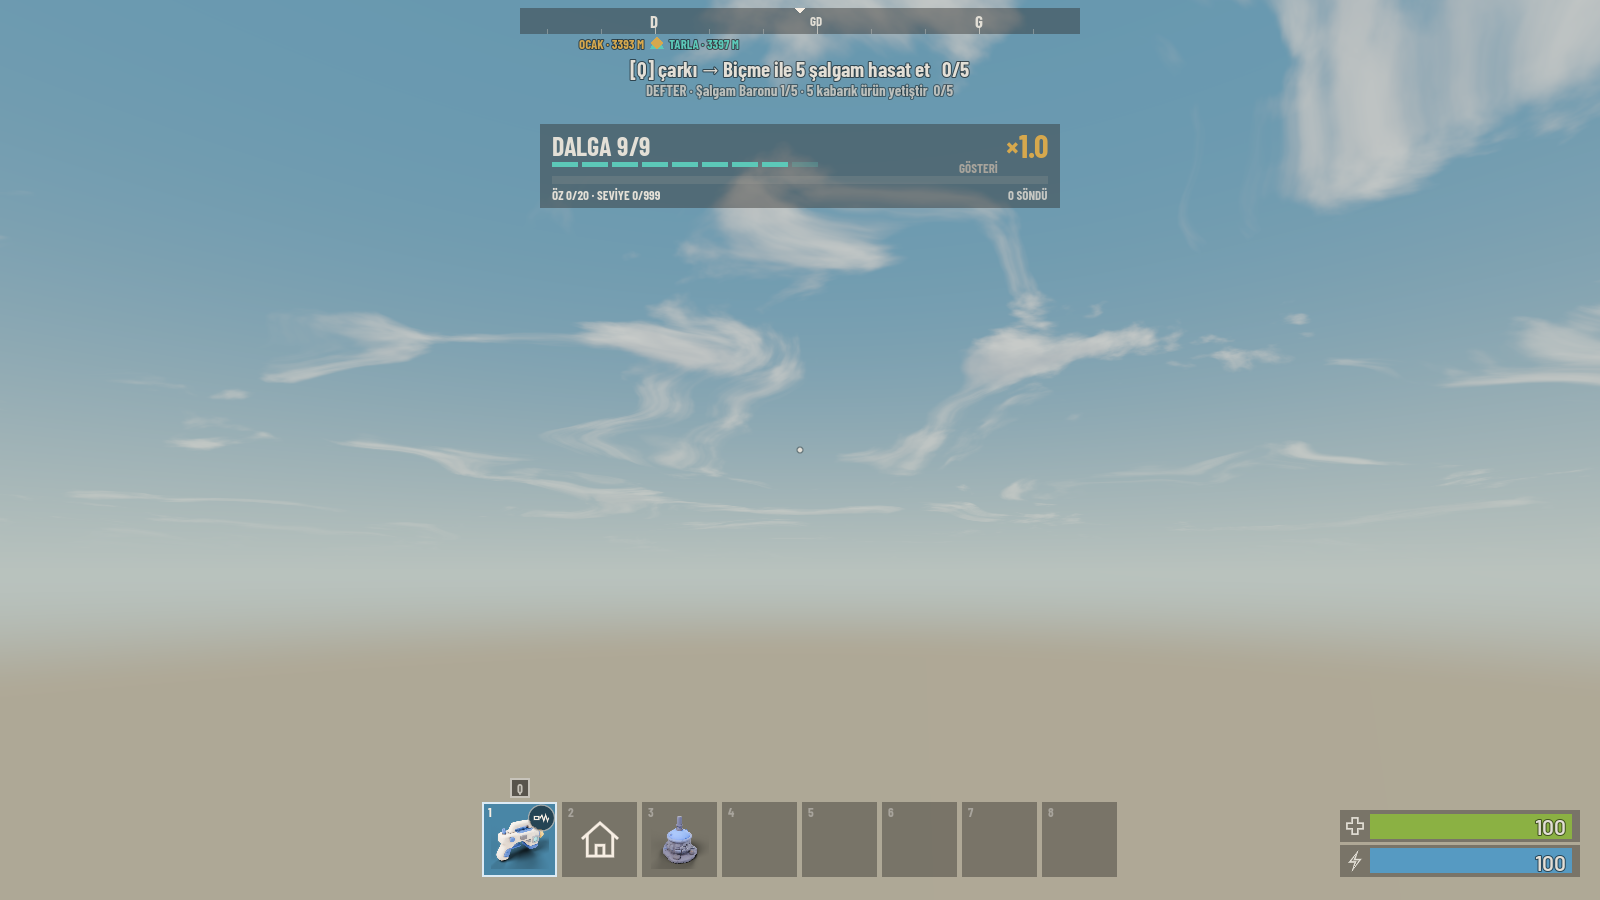 D GD G
OCAK · 3393 M TARLA · 3397 M
[Q] çarkı → Biçme ile 5 şalgam hasat et 0/5
DEFTER · Şalgam Baronu 1/5 · 5 kabarık ürün yetiştir 0/5
DALGA 9/9 ×1.0
GÖSTERİ
ÖZ 0/20 · SEVİYE 0/999 0 SÖNDÜ
Q
1 2 3 4 5 6 7 8
100
100